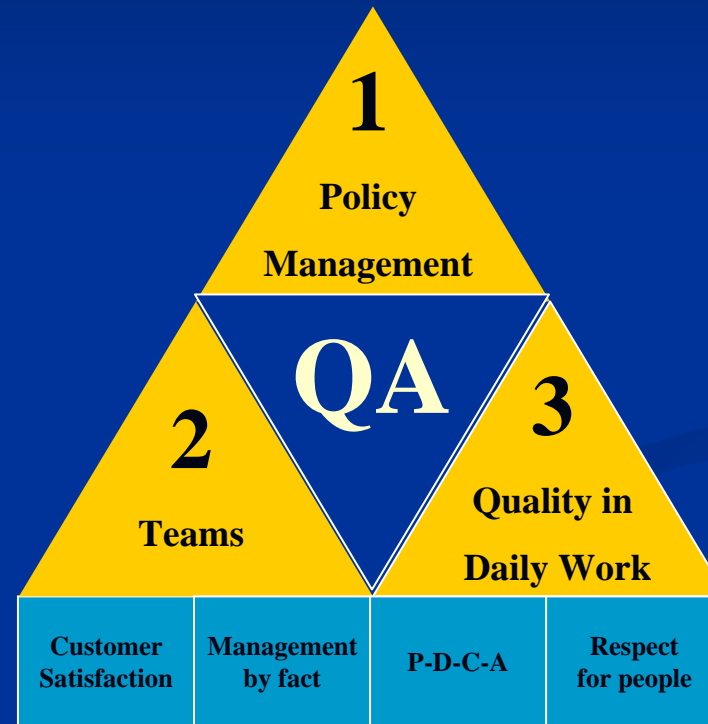 1
Policy
Management
QA
2
Teams
3
Quality in
Daily Work
Customer
Satisfaction
Management
by fact
P-D-C-A
Respect
for people